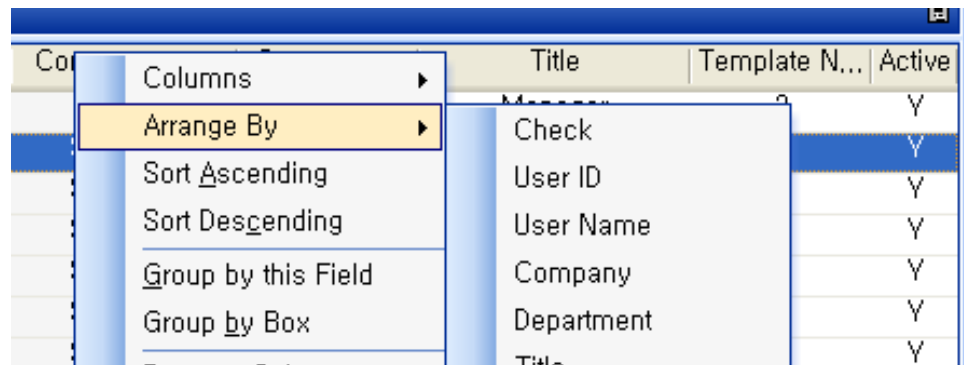 Title Template N... Active
Columns
Y
Arrange By
Check
Y
Sort Ascending
User ID
Y
Sort Descending
User Name
Y
Group by this Field
Company
Y
Group by Box
Department
Y
Title
Y